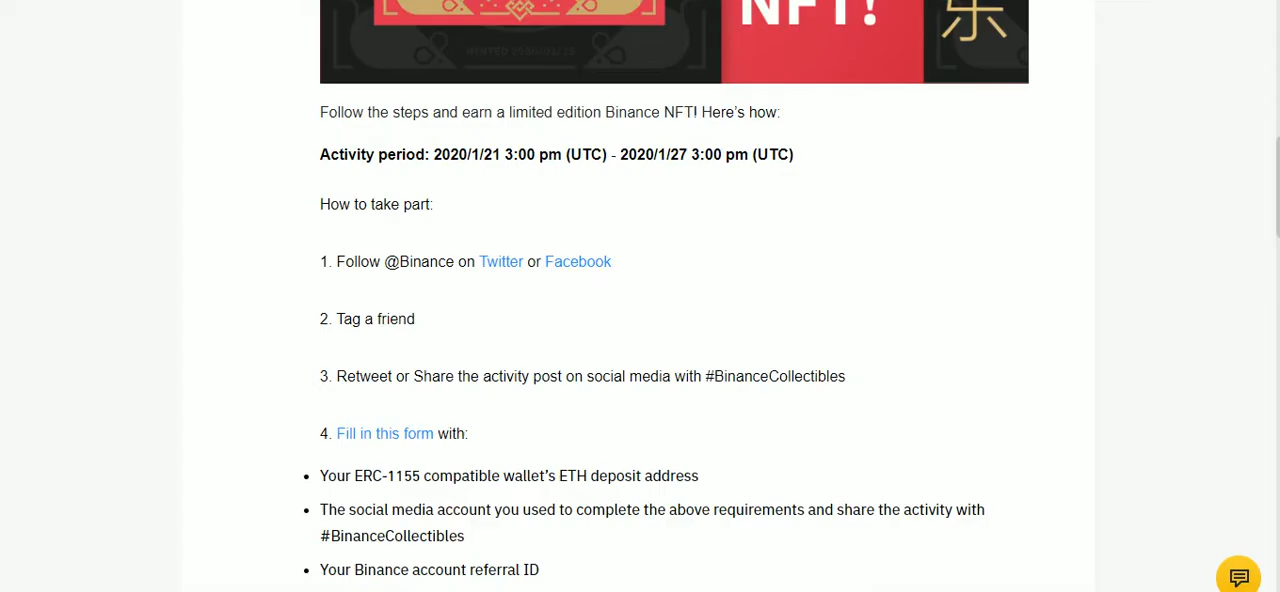 NFT!
乐
MINTED 2580/01/25
Follow the steps and earn a limited edition Binance NFT! Here’s how:
Activity period: 2020/1/21 3:00 pm (UTC) - 2020/1/27 3:00 pm (UTC)
How to take part:
1. Follow @Binance on Twitter or Facebook
2. Tag a friend
3. Retweet or Share the activity post on social media with #BinanceCollectibles
4. Fill in this form with:
• Your ERC-1155 compatible wallet’s ETH deposit address
• The social media account you used to complete the above requirements and share the activity with
#BinanceCollectibles
• Your Binance account referral ID